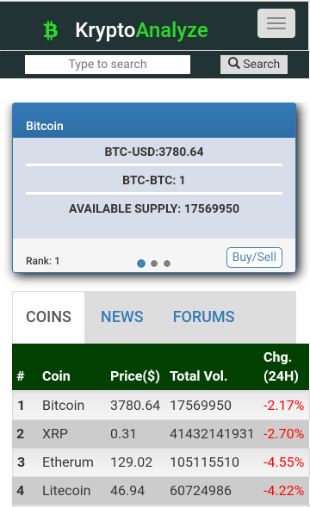 KryptoAnalyze
Type to search
Search
Bitcoin
BTC-USD:3780.64
BTC-BTC: 1
AVAILABLE SUPPLY: 17569950
Rank: 1
Buy/Sell
COINS NEWS FORUMS
# Coin Price($) Total Vol. Chg. (24H)
1 Bitcoin 3780.64 17569950 -2.17%
2 XRP 0.31 41432141931 -2.70%
3 Etherum 129.02 105115510 -4.55%
4 Litecoin 46.94 60724986 -4.22%